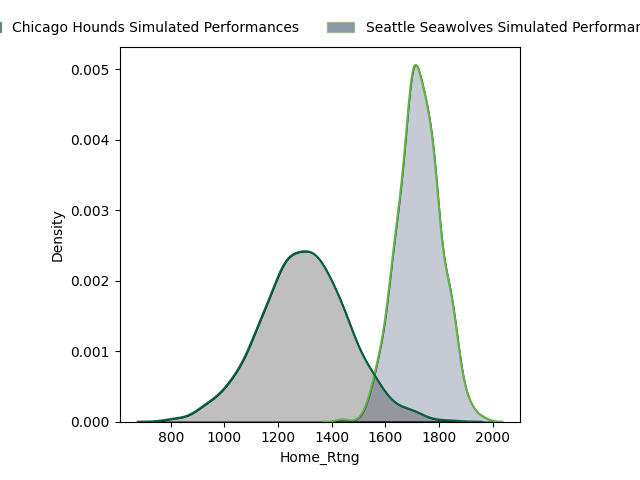 Chicago Hounds Simulated Performances
Seattle Seawolves Simulated
0.005
0.004
0.003
0.002
0.001
0.000
Density
800 1000 1200 1400 1600 1800 2000
Home_Rtng